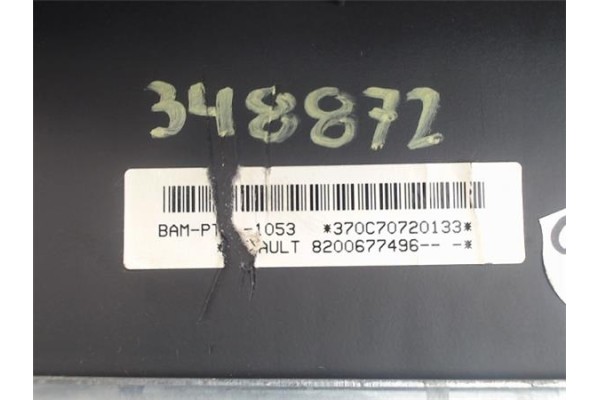 348872
BAM-PT -1053 *370C70720133*
* AULT 8200677496-- -*